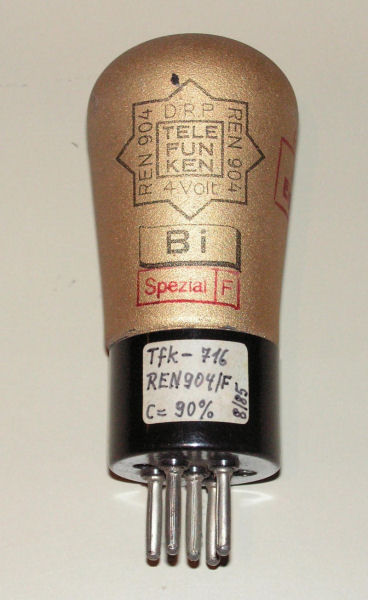 D.R.P.
REN 904
TELE
FUN
KEN
REN 904
4 Volt
Bi
Spezial F
Tfk - 716
REN904/F
C = 90%
8/85